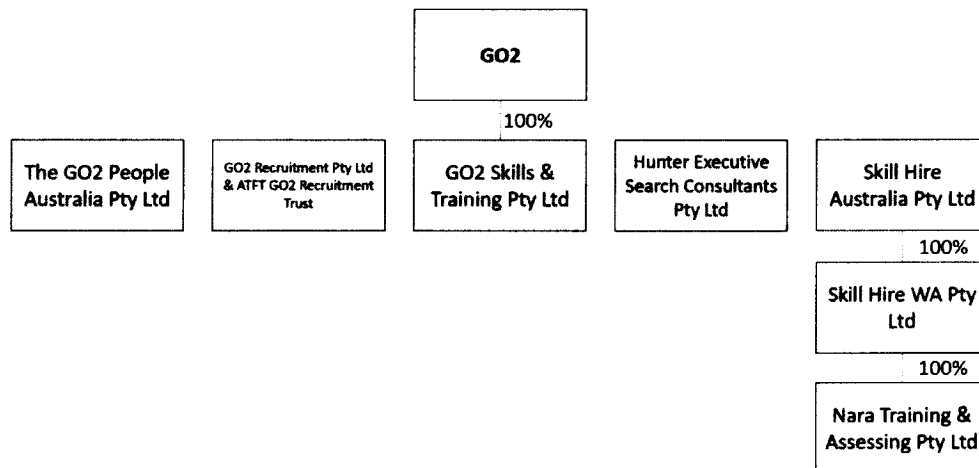 GO2
100%
The GO2 People
Australia Pty Ltd
GO2 Recruitment Pty Ltd
& ATFT GO2 Recruitment
Trust
GO2 Skills &
Training Pty Ltd
Hunter Executive
Search Consultants
Pty Ltd
Skill Hire
Australia Pty Ltd
100%
Skill Hire WA Pty
Ltd
100%
Nara Training &
Assessing Pty Ltd